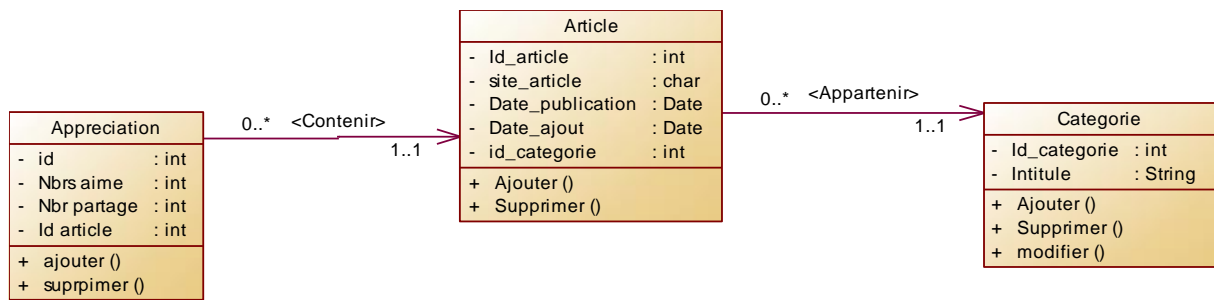 Appreciation
- id : int
- Nbrs aime : int
- Nbr partage : int
- Id article : int
+ ajouter ()
+ suprpimer ()
0..* <Contenir>
1..1
Article
- Id_article : int
- site_article : char
- Date_publication : Date
- Date_ajout : Date
- id_categorie : int
+ Ajouter ()
+ Supprimer ()
0..* <Appartenir>
1..1
Categorie
- Id_categorie : int
- Intitule : String
+ Ajouter ()
+ Supprimer ()
+ modifier ()